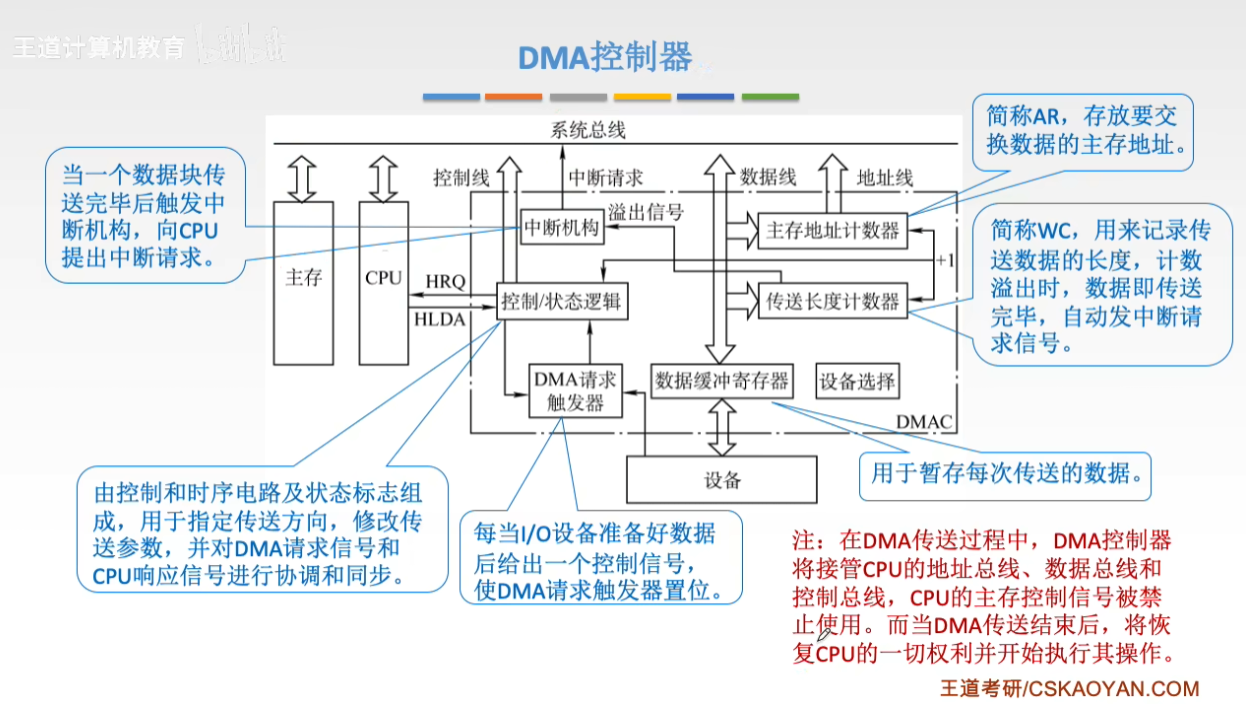 王道计算机教育 bilibili
DMA控制器
系统总线
简称AR，存放要交
换数据的主存地址。
当一个数据块传
送完毕后触发中
断机构，向CPU
提出中断请求。
控制线
中断请求
数据线
地址线
溢出信号
中断机构
主存地址计数器
简称WC，用来记录传
送数据的长度，计数
溢出时，数据即传送
完毕，自动发中断请
求信号。
+1
主存
CPU
HRQ
HLDA
控制/状态逻辑
传送长度计数器
DMA请求
触发器
数据缓冲寄存器
设备选择
DMAC
设备
用于暂存每次传送的数据。
由控制和时序电路及状态标志组
成，用于指定传送方向，修改传
送参数，并对DMA请求信号和
CPU响应信号进行协调和同步。
每当I/O设备准备好数据
后给出一个控制信号，
使DMA请求触发器置位。
注：在DMA传送过程中，DMA控制器
将接管CPU的地址总线、数据总线和
控制总线，CPU的主存控制信号被禁
止使用。而当DMA传送结束后，将恢
复CPU的一切权利并开始执行其操作。
王道考研/CSKAOYAN.COM